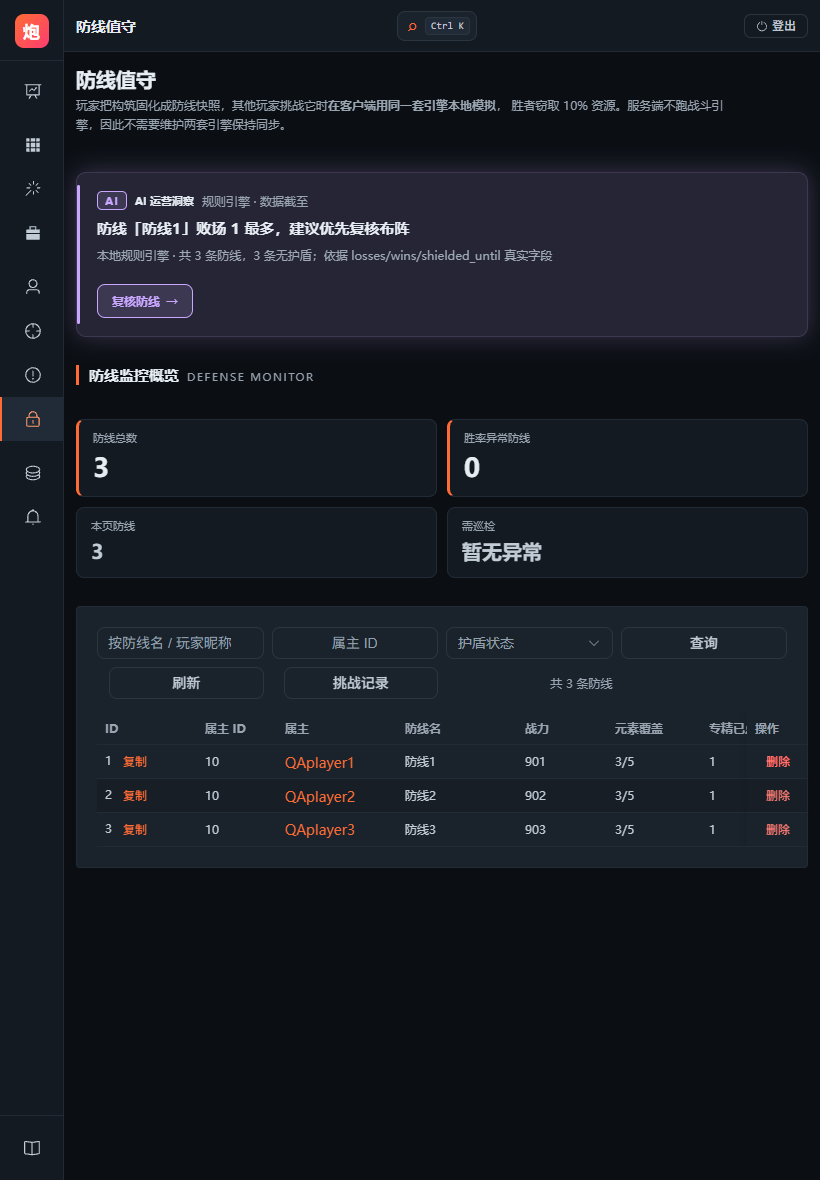 炮
防线值守
Ctrl K
登出
防线值守
玩家把构筑固化成防线快照，其他玩家挑战它时在客户端用同一套引擎本地模拟， 胜者窃取 10% 资源。服务端不跑战斗引
擎，因此不需要维护两套引擎保持同步。
AI AI 运营洞察 规则引擎 · 数据截至
防线「防线1」败场 1 最多，建议优先复核布阵
本地规则引擎 · 共 3 条防线，3 条无护盾；依据 losses/wins/shielded_until 真实字段
复核防线 →
防线监控概览 DEFENSE MONITOR
防线总数
3
胜率异常防线
0
本页防线
3
需巡检
暂无异常
按防线名 / 玩家昵称 属主 ID 护盾状态 查询
刷新 挑战记录 共 3 条防线
ID 属主 ID 属主 防线名 战力 元素覆盖 专精已 操作
1 复制 10 QAplayer1 防线1 901 3/5 1 删除
2 复制 10 QAplayer2 防线2 902 3/5 1 删除
3 复制 10 QAplayer3 防线3 903 3/5 1 删除